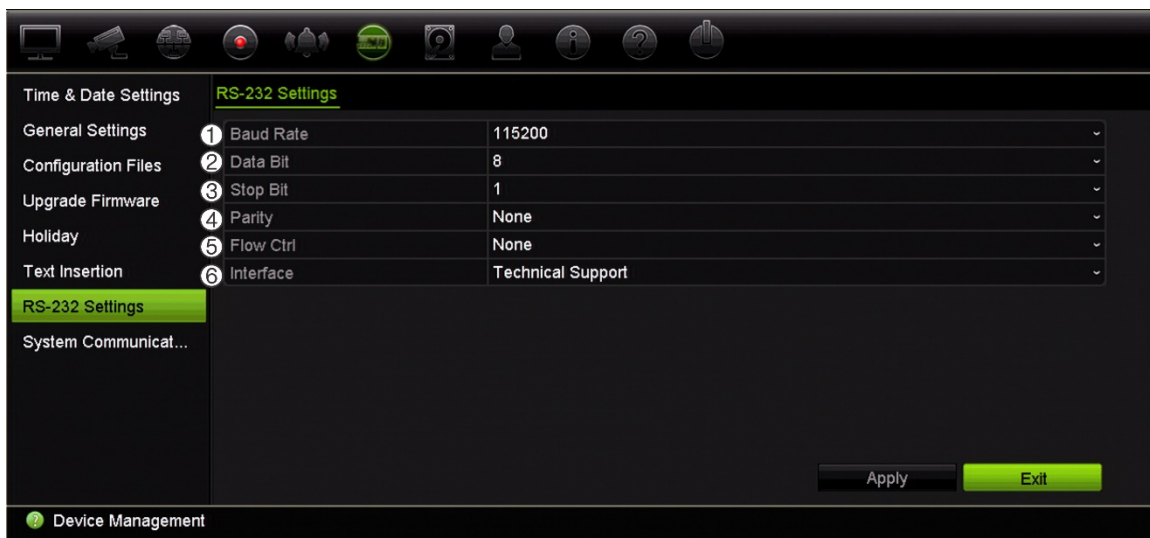 Time & Date Settings
General Settings
Configuration Files
Upgrade Firmware
Holiday
Text Insertion
RS-232 Settings
System Communicat...
RS-232 Settings
① Baud Rate 115200
② Data Bit 8
③ Stop Bit 1
④ Parity None
⑤ Flow Ctrl None
⑥ Interface Technical Support
Apply Exit
Device Management